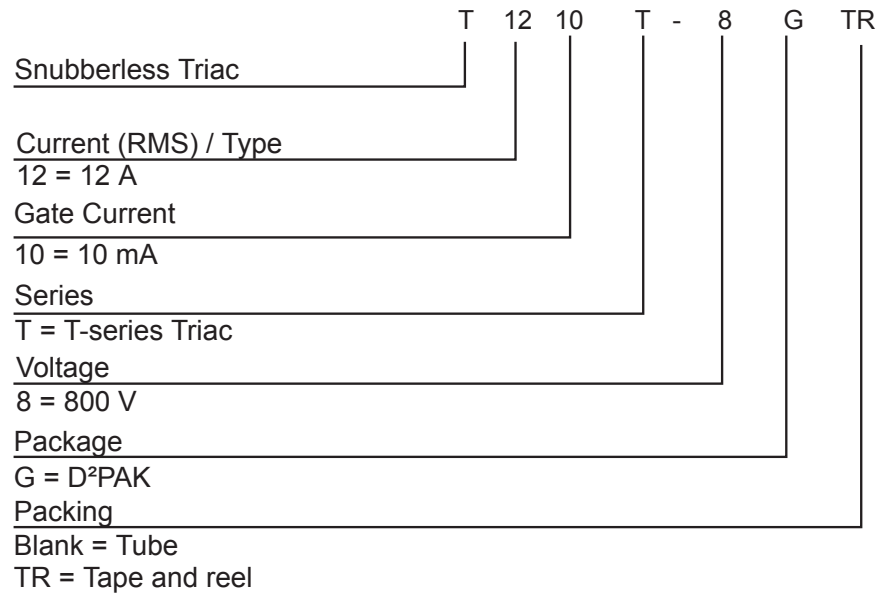 T 12 10 T - 8 G TR
Snubberless Triac
Current (RMS) / Type
12 = 12 A
Gate Current
10 = 10 mA
Series
T = T-series Triac
Voltage
8 = 800 V
Package
G = D²PAK
Packing
Blank = Tube
TR = Tape and reel